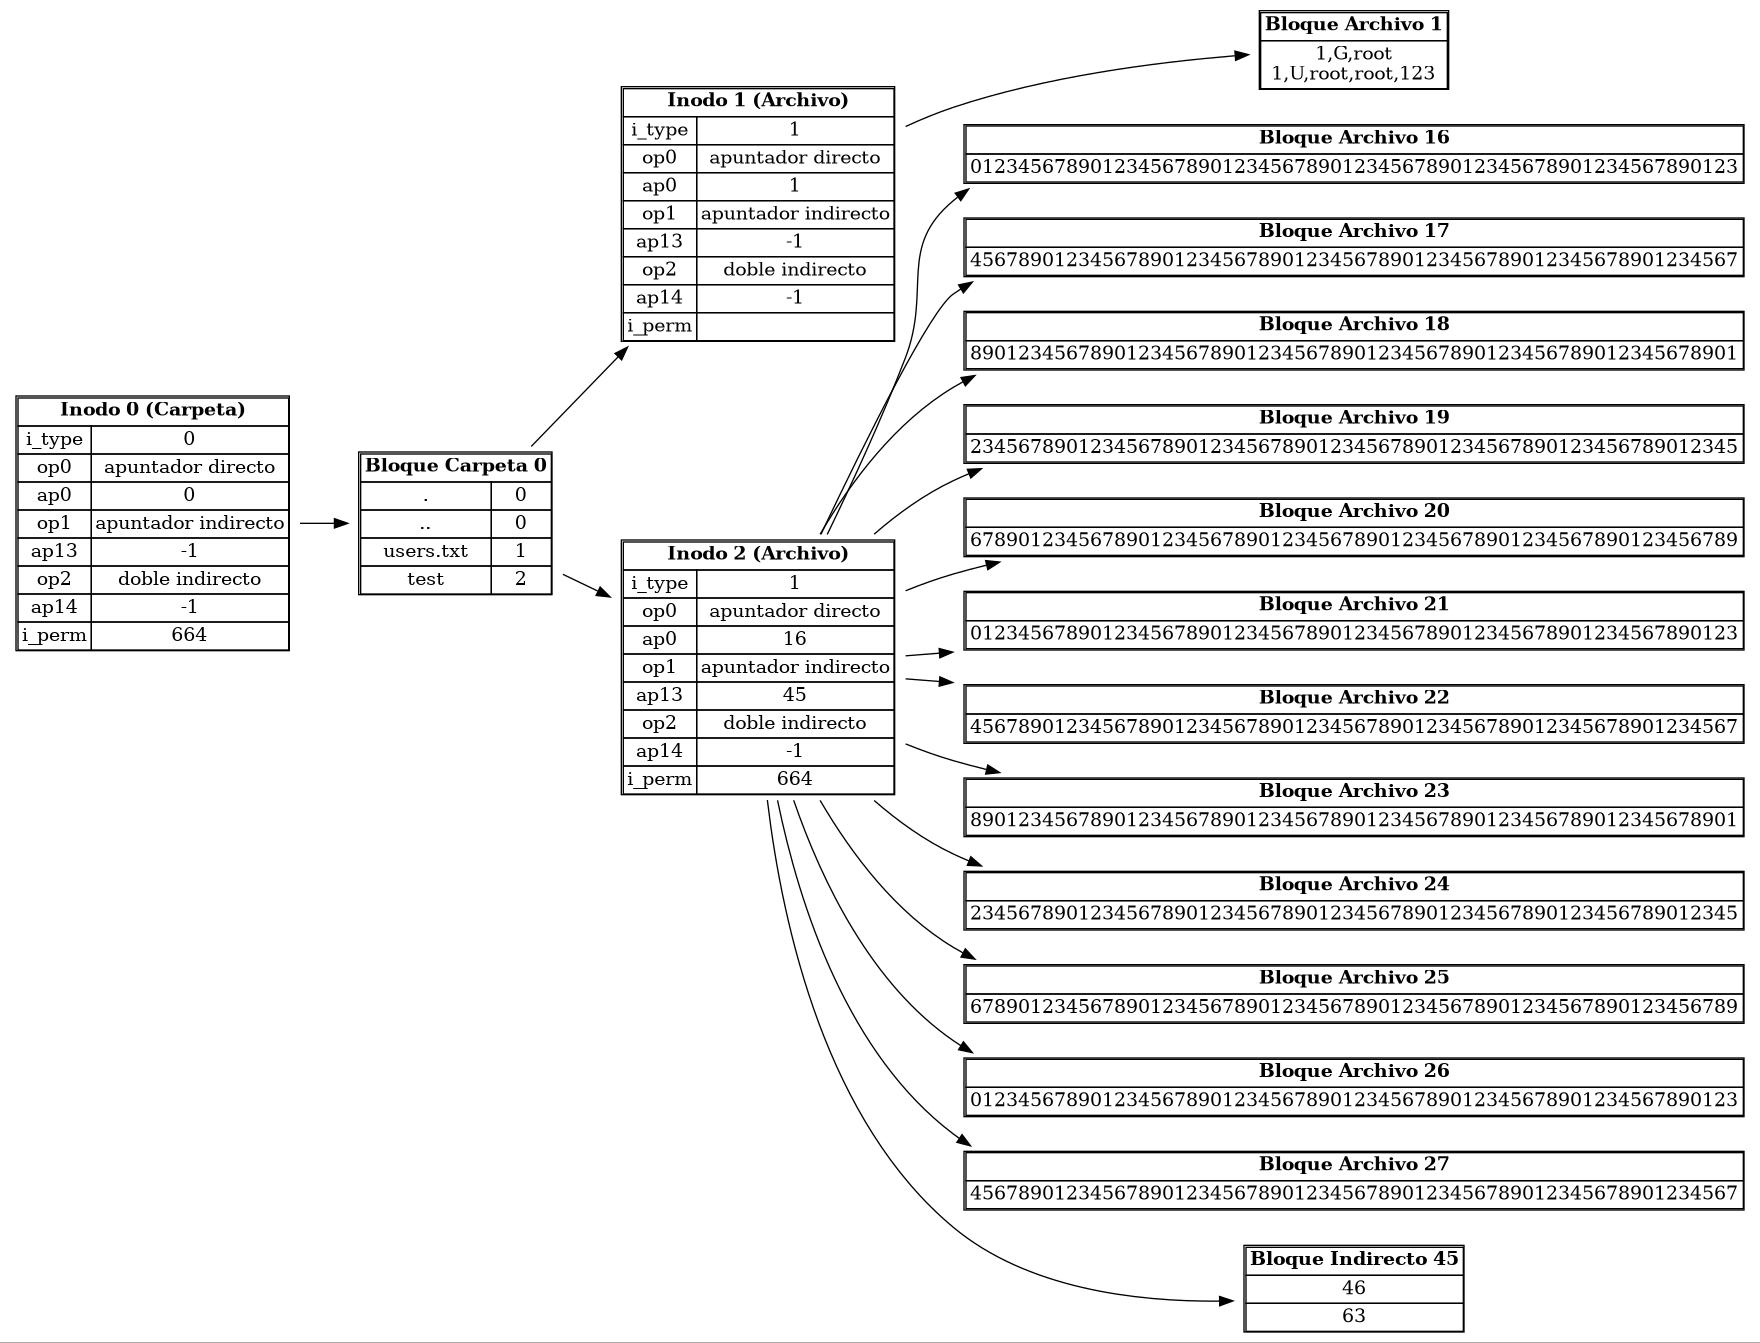 Bloque Archivo 1
1,G,root
1,U,root,root,123
Inodo 1 (Archivo)
i_type 1
op0 apuntador directo
ap0 1
op1 apuntador indirecto
ap13 -1
op2 doble indirecto
ap14 -1
i_perm
Inodo 0 (Carpeta)
i_type 0
op0 apuntador directo
ap0 0
op1 apuntador indirecto
ap13 -1
op2 doble indirecto
ap14 -1
i_perm 664
Bloque Carpeta 0
. 0
.. 0
users.txt 1
test 2
Inodo 2 (Archivo)
i_type 1
op0 apuntador directo
ap0 16
op1 apuntador indirecto
ap13 45
op2 doble indirecto
ap14 -1
i_perm 664
Bloque Archivo 16
0123456789012345678901234567890123456789012345678901234567890123
Bloque Archivo 17
4567890123456789012345678901234567890123456789012345678901234567
Bloque Archivo 18
8901234567890123456789012345678901234567890123456789012345678901
Bloque Archivo 19
2345678901234567890123456789012345678901234567890123456789012345
Bloque Archivo 20
6789012345678901234567890123456789012345678901234567890123456789
Bloque Archivo 21
0123456789012345678901234567890123456789012345678901234567890123
Bloque Archivo 22
4567890123456789012345678901234567890123456789012345678901234567
Bloque Archivo 23
8901234567890123456789012345678901234567890123456789012345678901
Bloque Archivo 24
2345678901234567890123456789012345678901234567890123456789012345
Bloque Archivo 25
6789012345678901234567890123456789012345678901234567890123456789
Bloque Archivo 26
0123456789012345678901234567890123456789012345678901234567890123
Bloque Archivo 27
4567890123456789012345678901234567890123456789012345678901234567
Bloque Indirecto 45
46
63